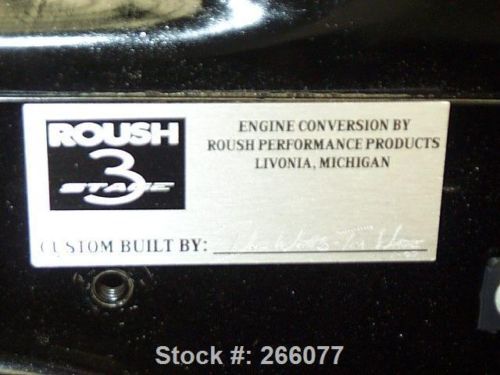 ROUSH
3
STAGE
ENGINE CONVERSION BY
ROUSH PERFORMANCE PRODUCTS
LIVONIA, MICHIGAN
CUSTOM BUILT BY:
Stock #: 266077